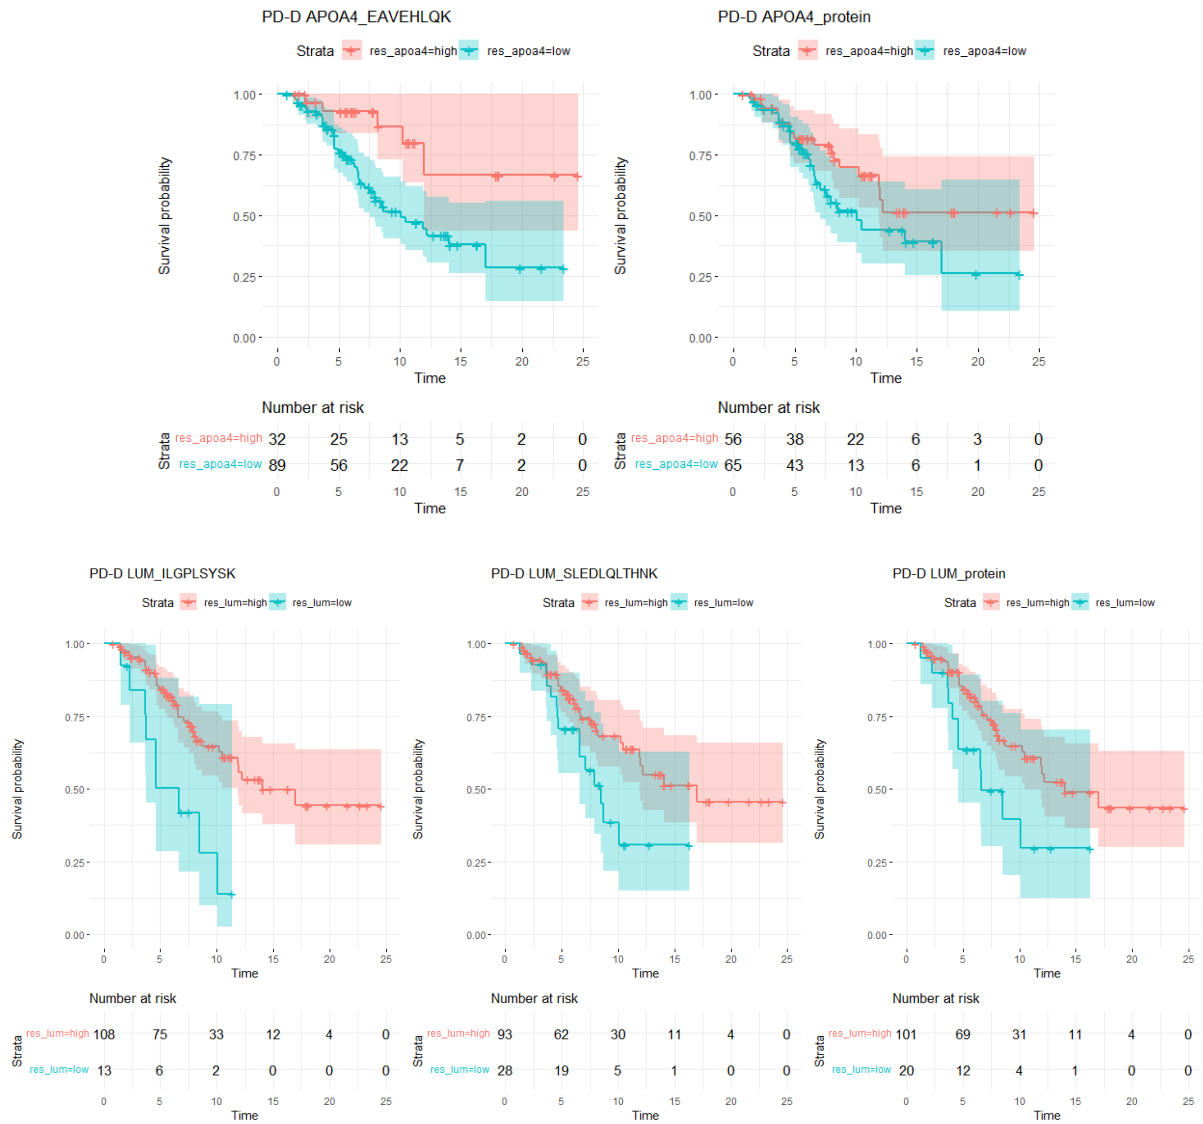 PD-D APOA4_EAVEHLQK
Strata res_apoa4=high res_apoa4=low
1.00
0.75
0.50
0.25
0.00
Survival probability
0 5 10 15 20 25
Time
Number at risk
Strata
res_apoa4=high 32 25 13 5 2 0
res_apoa4=low 89 56 22 7 2 0
0 5 10 15 20 25
Time
PD-D APOA4_protein
Strata res_apoa4=high res_apoa4=low
1.00
0.75
0.50
0.25
0.00
Survival probability
0 5 10 15 20 25
Time
Number at risk
Strata
res_apoa4=high 56 38 22 6 3 0
res_apoa4=low 65 43 13 6 1 0
0 5 10 15 20 25
Time
PD-D LUM_ILGPLSYSK
Strata res_lum=high res_lum=low
1.00
0.75
0.50
0.25
0.00
Survival probability
0 5 10 15 20 25
Time
Number at risk
Strata
res_lum=high 108 75 33 12 4 0
res_lum=low 13 6 2 0 0 0
0 5 10 15 20 25
Time
PD-D LUM_SLEDLQLTHNK
Strata res_lum=high res_lum=low
1.00
0.75
0.50
0.25
0.00
Survival probability
0 5 10 15 20 25
Time
Number at risk
Strata
res_lum=high 93 62 30 11 4 0
res_lum=low 28 19 5 1 0 0
0 5 10 15 20 25
Time
PD-D LUM_protein
Strata res_lum=high res_lum=low
1.00
0.75
0.50
0.25
0.00
Survival probability
0 5 10 15 20 25
Time
Number at risk
Strata
res_lum=high 101 69 31 11 4 0
res_lum=low 20 12 4 1 0 0
0 5 10 15 20 25
Time